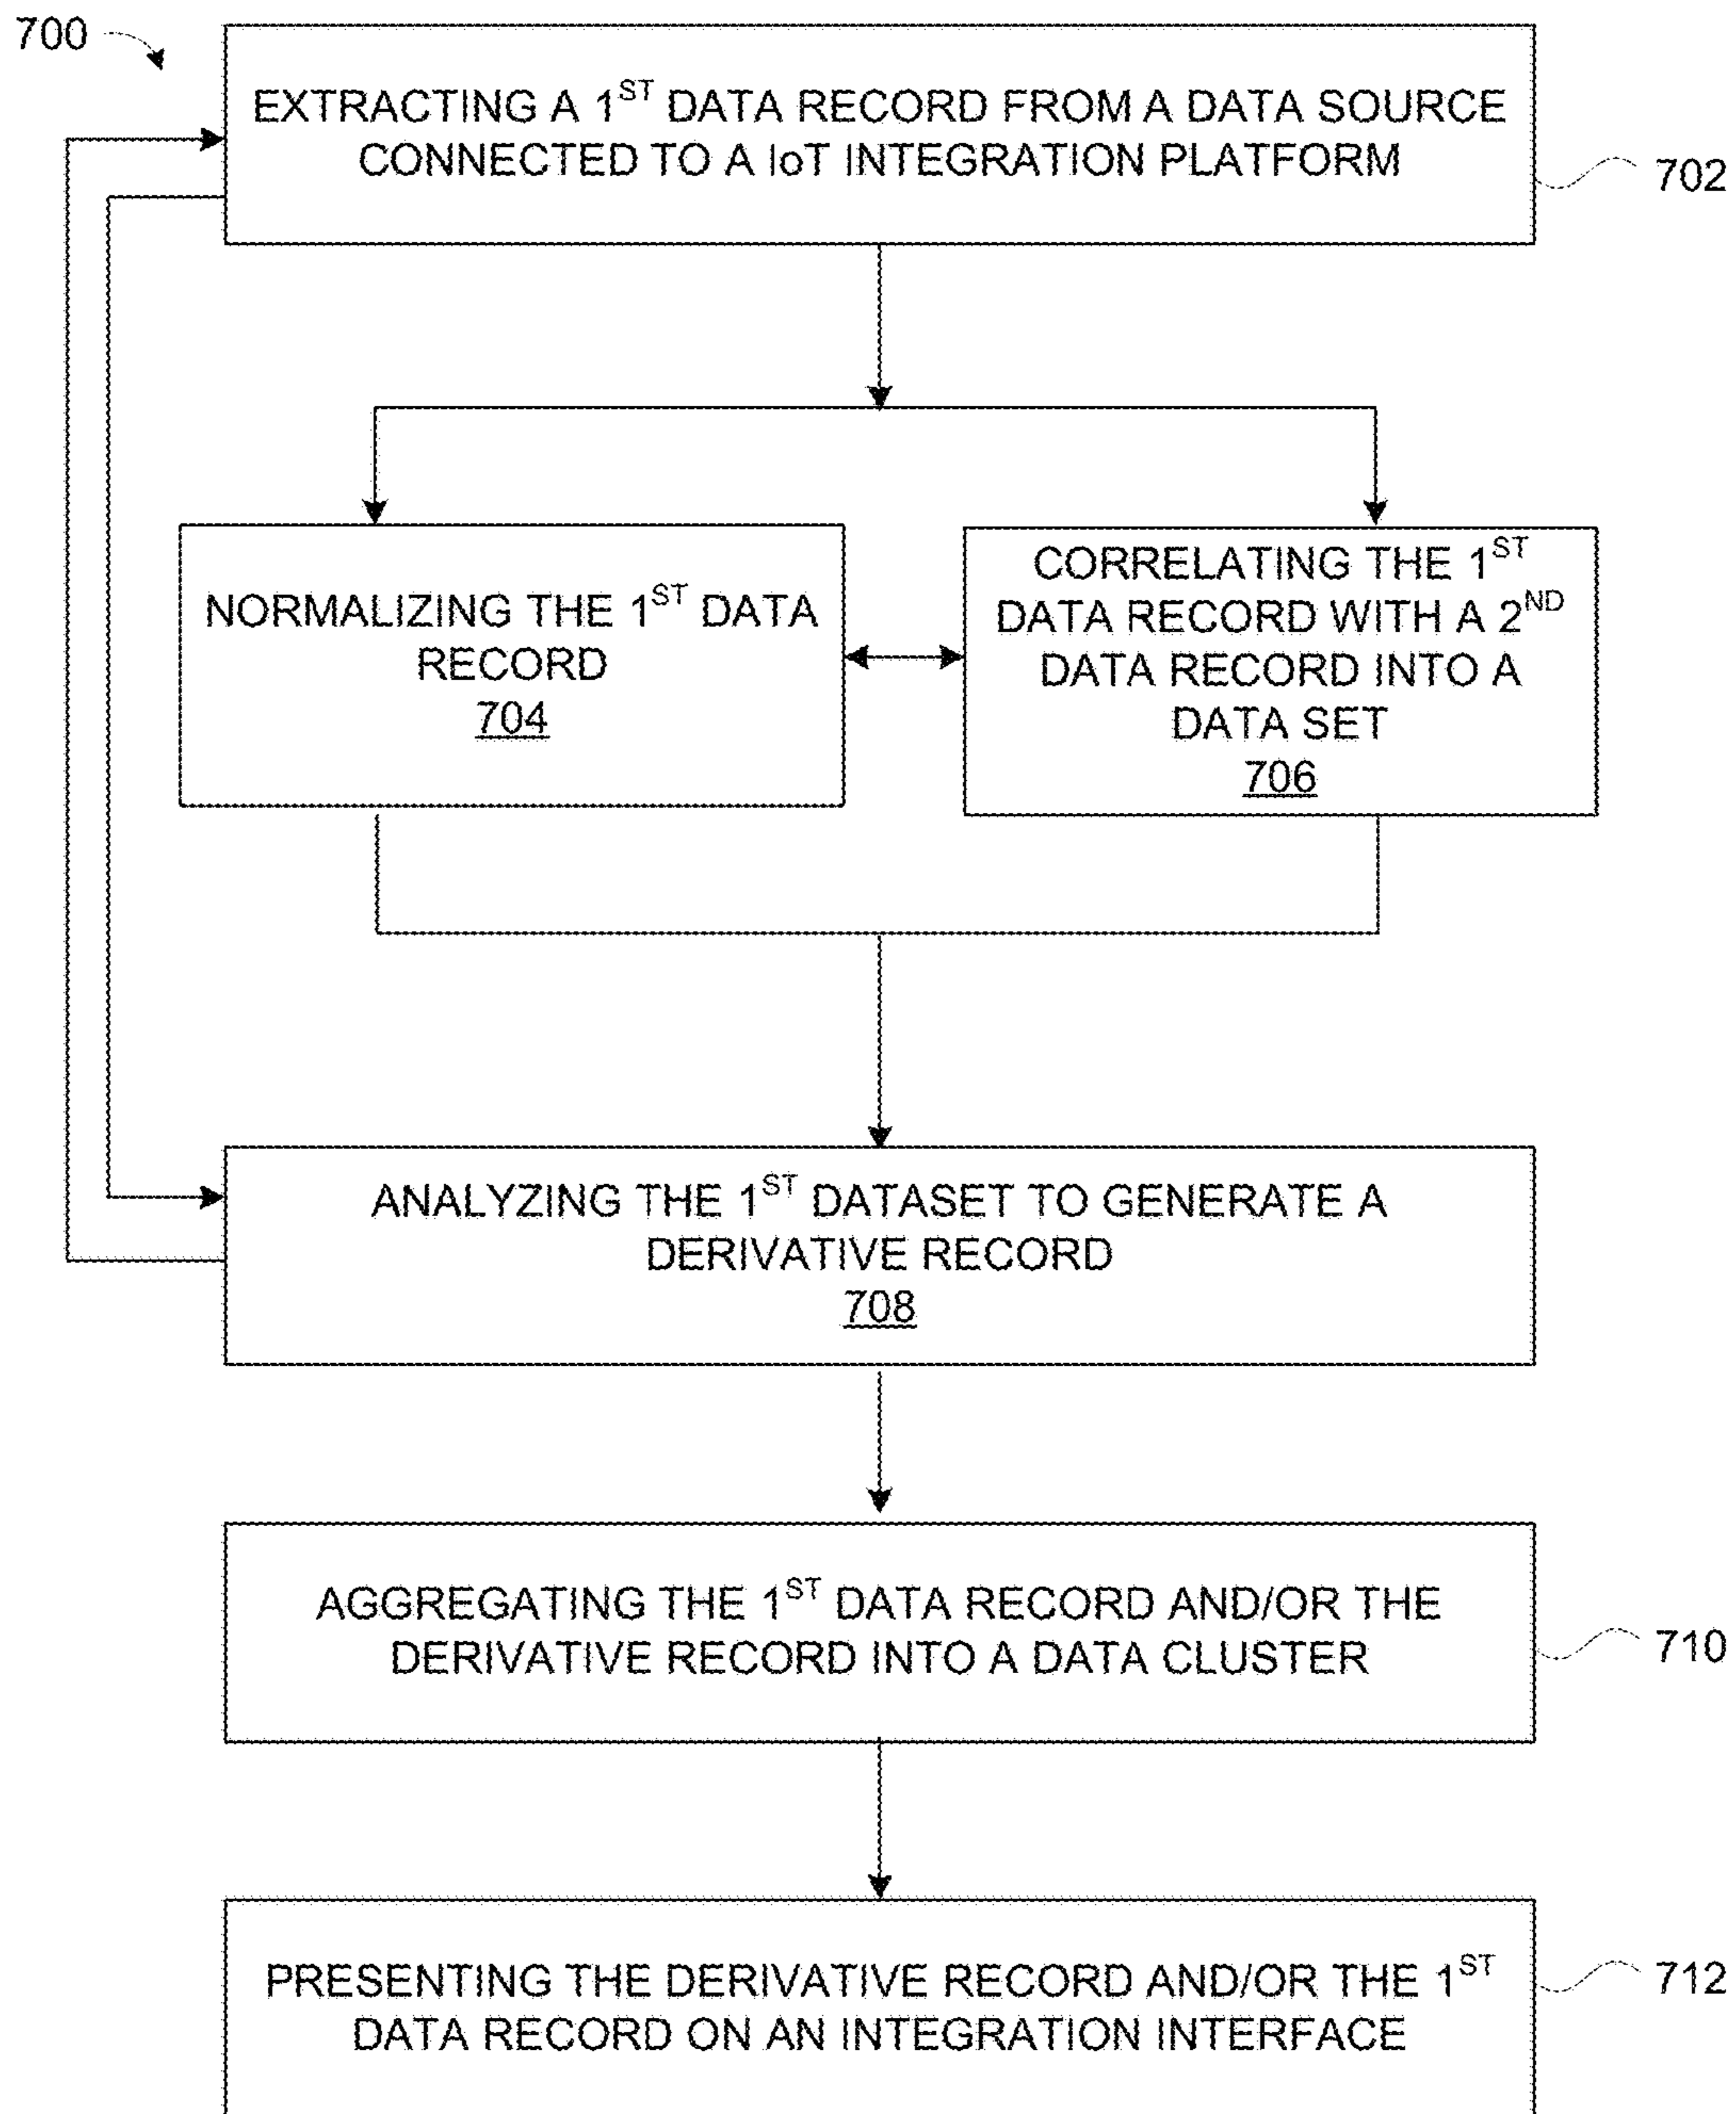 700
EXTRACTING A 1ST DATA RECORD FROM A DATA SOURCE
CONNECTED TO A IoT INTEGRATION PLATFORM
702
NORMALIZING THE 1ST DATA
RECORD
704
CORRELATING THE 1ST
DATA RECORD WITH A 2ND
DATA RECORD INTO A
DATA SET
706
ANALYZING THE 1ST DATASET TO GENERATE A
DERIVATIVE RECORD
708
AGGREGATING THE 1ST DATA RECORD AND/OR THE
DERIVATIVE RECORD INTO A DATA CLUSTER
710
PRESENTING THE DERIVATIVE RECORD AND/OR THE 1ST
DATA RECORD ON AN INTEGRATION INTERFACE
712